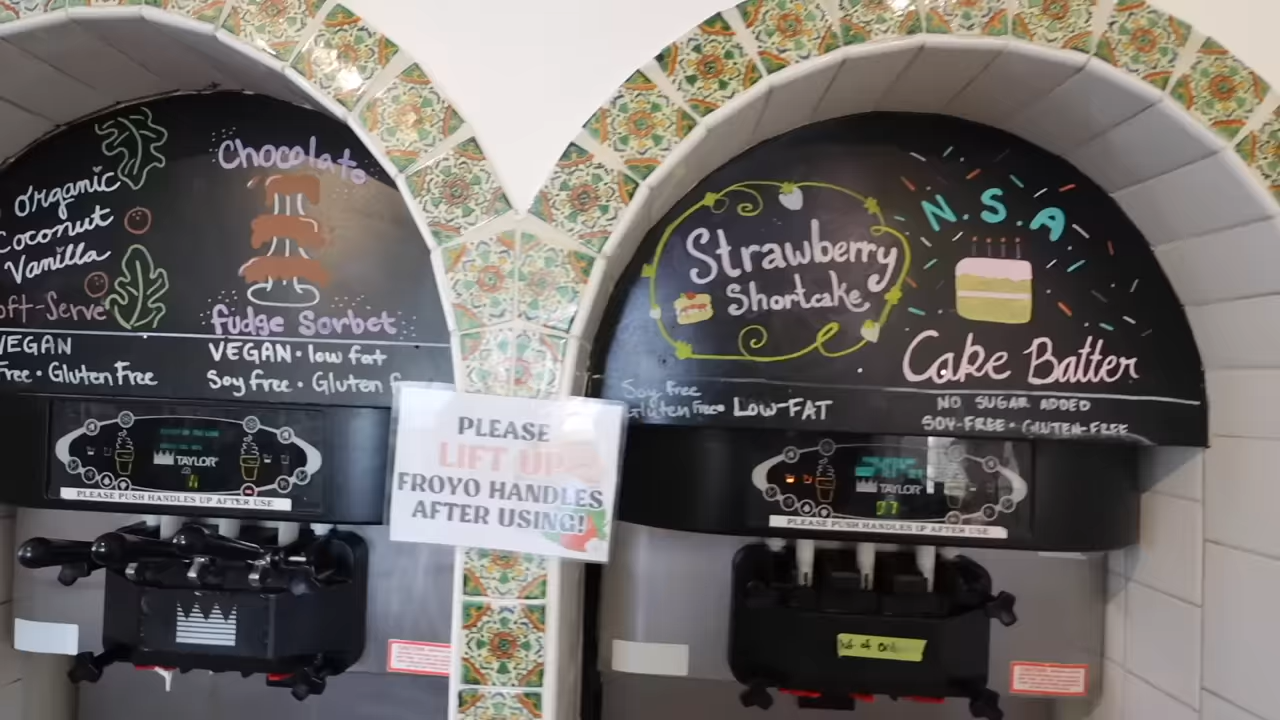 organic
Coconut
Vanilla
oft-Serve
VEGAN
Free • Gluten Free
Chocolate
fudge Sorbet
VEGAN • low fat
Soy free • Gluten f
TAYLOR
PLEASE PUSH HANDLES UP AFTER USE
PLEASE
LIFT UP
FROYO HANDLES
AFTER USING!
Strawberry
Shortcake
Soy Free
Gluten Free
LOW-FAT
N.S.A
Cake Batter
NO SUGAR ADDED
SOY-FREE • GLUTEN-FREE
TAYLOR
PLEASE PUSH HANDLES UP AFTER USE